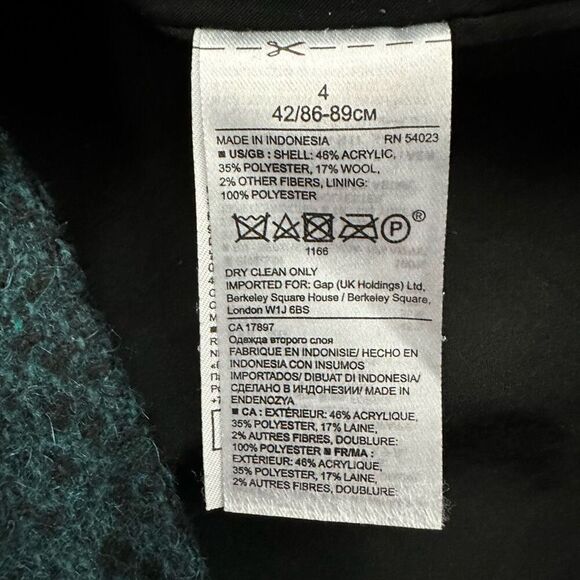 4
42/86-89CM
MADE IN INDONESIA RN 54023
■ US/GB : SHELL: 46% ACRYLIC,
35% POLYESTER, 17% WOOL,
2% OTHER FIBERS, LINING:
100% POLYESTER
P ®
1166
DRY CLEAN ONLY
IMPORTED FOR: Gap (UK Holdings) Ltd,
Berkeley Square House / Berkeley Square,
London W1J 6BS
CA 17897
Одежда второго слоя
FABRIQUE EN INDONISIE/ HECHO EN
INDONESIA CON INSUMOS
IMPORTADOS/ DIBUAT DI INDONESIA/
СДЕЛАНО В ИНДОНЕЗИИ/ MADE IN
ENDENOZYA
■ CA : EXTÉRIEUR: 46% ACRYLIQUE,
35% POLYESTER, 17% LAINE,
2% AUTRES FIBRES, DOUBLURE:
100% POLYESTER ■ FR/MA :
EXTÉRIEUR: 46% ACRYLIQUE,
35% POLYESTER, 17% LAINE,
2% AUTRES FIBRES, DOUBLURE: